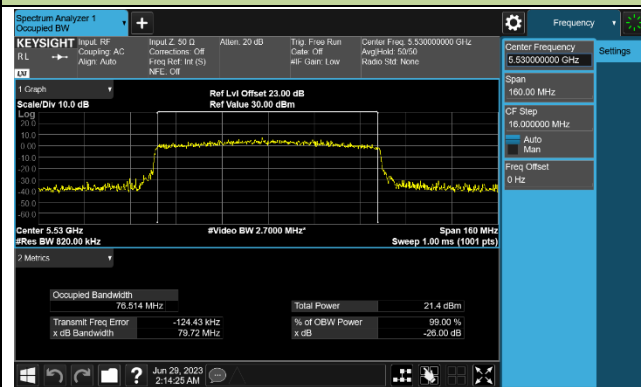 Spectrum Analyzer 1
Occupied BW
Frequency
KEYSIGHT
RL
LXI
Input: RF
Coupling: AC
Align: Auto
Input Z: 50 Ω
Corrections: Off
Freq Ref: Int (S)
NFE: Off
Atten: 20 dB
Trig: Free Run
Gate: Off
#IF Gain: Low
Center Freq: 5.530000000 GHz
Avg|Hold: 50/50
Radio Std: None
Center Frequency
5.530000000 GHz
Settings
Span
160.00 MHz
CF Step
16.000000 MHz
Auto
Man
Freq Offset
0 Hz
1 Graph
Scale/Div 10.0 dB
Ref Lvl Offset 23.00 dB
Ref Value 30.00 dBm
Log
20.0
10.0
0.00
-10.0
-20.0
-30.0
-40.0
-50.0
-60.0
Center 5.53 GHz
#Video BW 2.7000 MHz*
Span 160 MHz
#Res BW 820.00 kHz
Sweep 1.00 ms (1001 pts)
2 Metrics
Occupied Bandwidth
76.514 MHz
Total Power 21.4 dBm
Transmit Freq Error -124.43 kHz
% of OBW Power 99.00 %
x dB Bandwidth 79.72 MHz
x dB -26.00 dB
?
Jun 29, 2023
2:14:25 AM